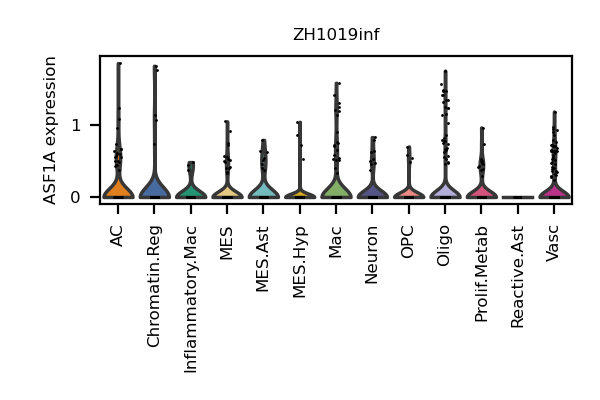 ZH1019inf
ASF1A expression
1
0
AC
Chromatin.Reg
Inflammatory.Mac
MES
MES.Ast
MES.Hyp
Mac
Neuron
OPC
Oligo
Prolif.Metab
Reactive.Ast
Vasc